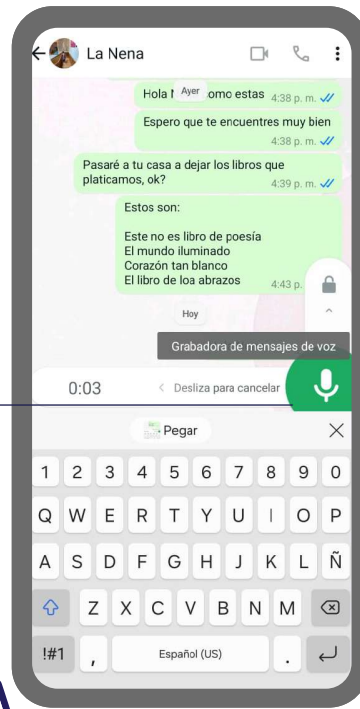 La Nena
Ayer
Hola
como estas 4:38 p. m.
Espero que te encuentres muy bien
4:38 p. m.
Pasaré a tu casa a dejar los libros que
platicamos, ok? 4:39 p. m.
Estos son:
Este no es libro de poesía
El mundo iluminado
Corazón tan blanco
El libro de loa abrazos 4:43 p.
Hoy
Grabadora de mensajes de voz
0:03 < Desliza para cancelar
Pegar
1 2 3 4 5 6 7 8 9 0
Q W E R T Y U I O P
A S D F G H J K L Ñ
Z X C V B N M
!#1 , Español (US) .